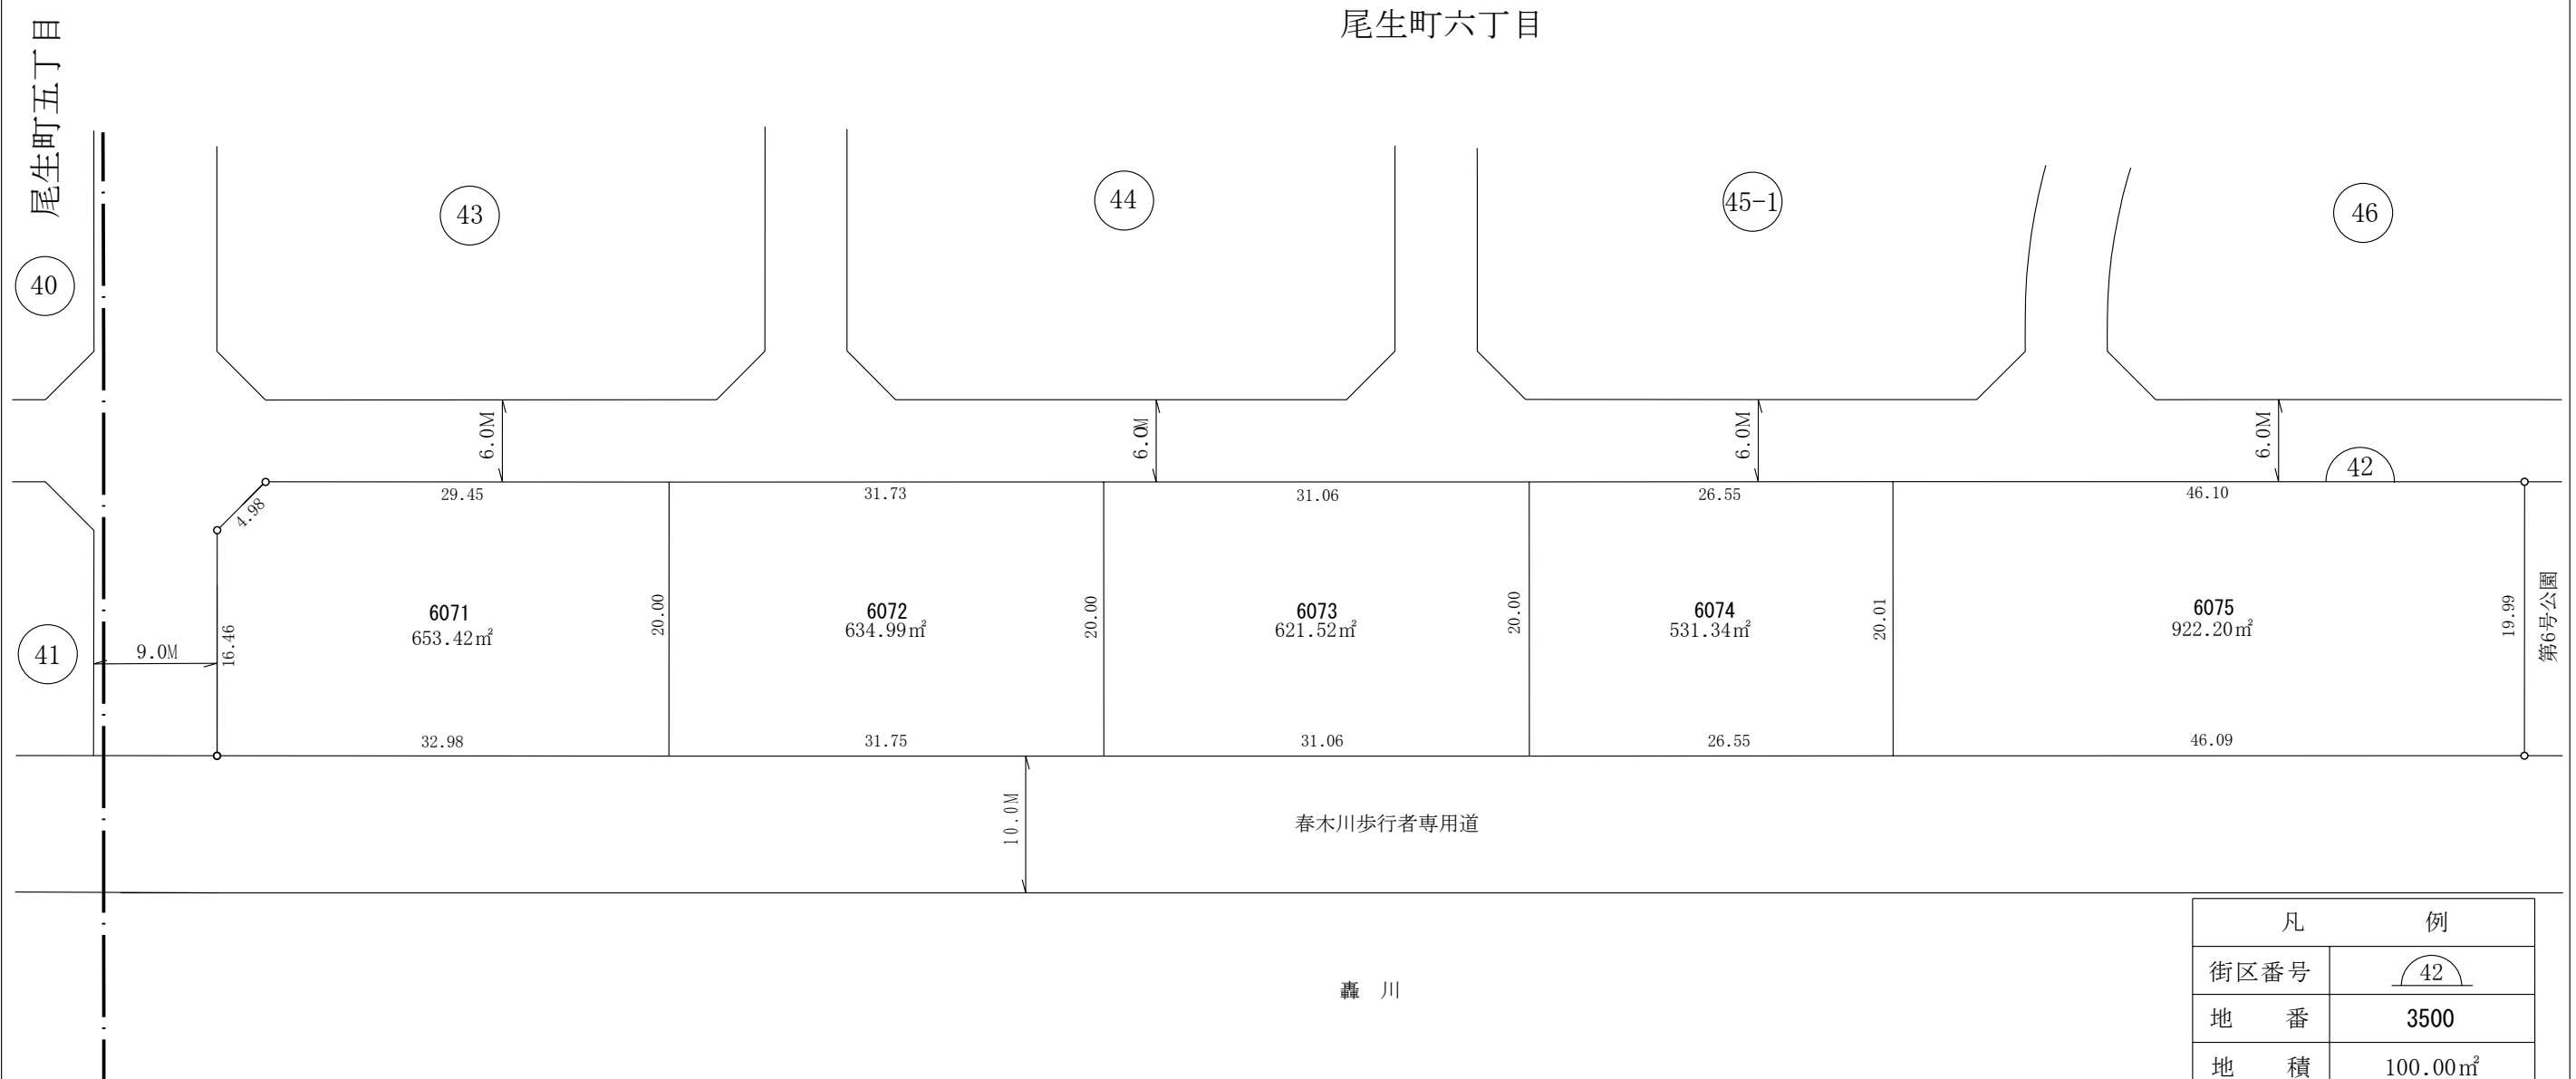 尾生町六丁目
尾生町五丁目
43
44
45-1
46
40
6.0M
6.0M
6.0M
6.0M
42
29.45
31.73
31.06
26.55
46.10
4.98
6071
653.42㎡
6072
634.99㎡
6073
621.52㎡
6074
531.34㎡
6075
922.20㎡
16.46
20.00
20.00
20.00
20.01
19.99
第6号公園
41
9.0M
32.98
31.75
31.06
26.55
46.09
10.0M
春木川歩行者専用道
轟 川
凡 例
街区番号 42
地 番 3500
地 積 100.00㎡